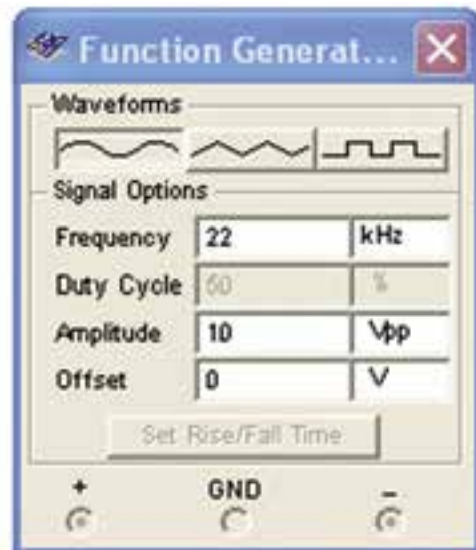 Function Generat...
Waveforms
Signal Options
Frequency 22 kHz
Duty Cycle 50 %
Amplitude 10 Vpp
Offset 0 V
Set Rise/Fall Time
+ GND -